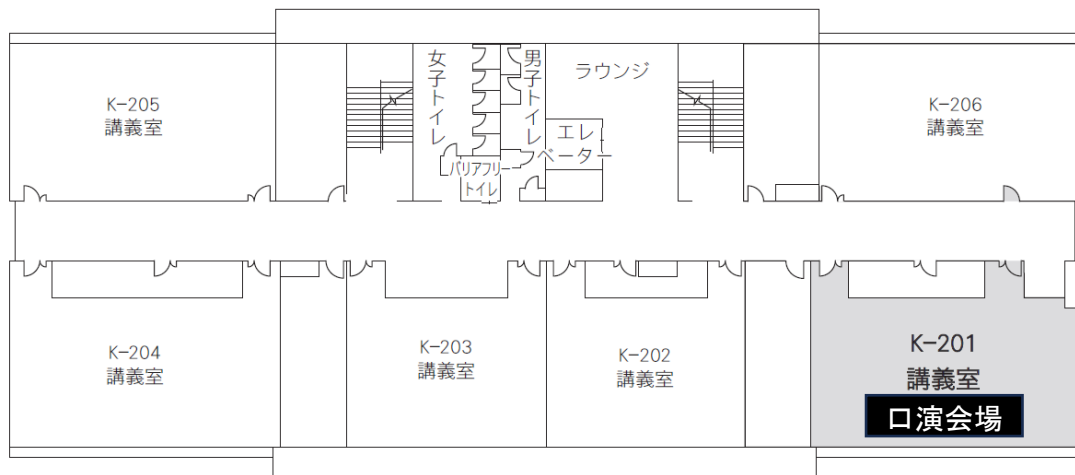 K-205
講義室
女子トイレ
男子トイレ
ラウンジ
エレ
ベーター
バリアフリー
トイレ
K-206
講義室
K-204
講義室
K-203
講義室
K-202
講義室
K-201
講義室
口演会場